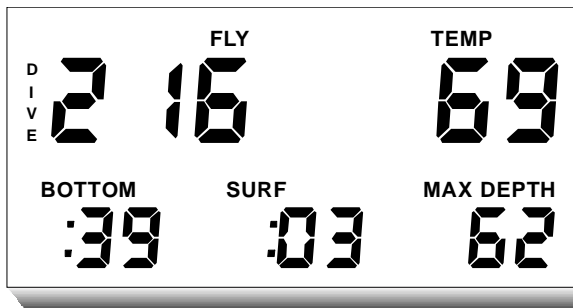 FLY TEMP
DIVE 2 16 69
BOTTOM SURF MAX DEPTH
:39 :03 62